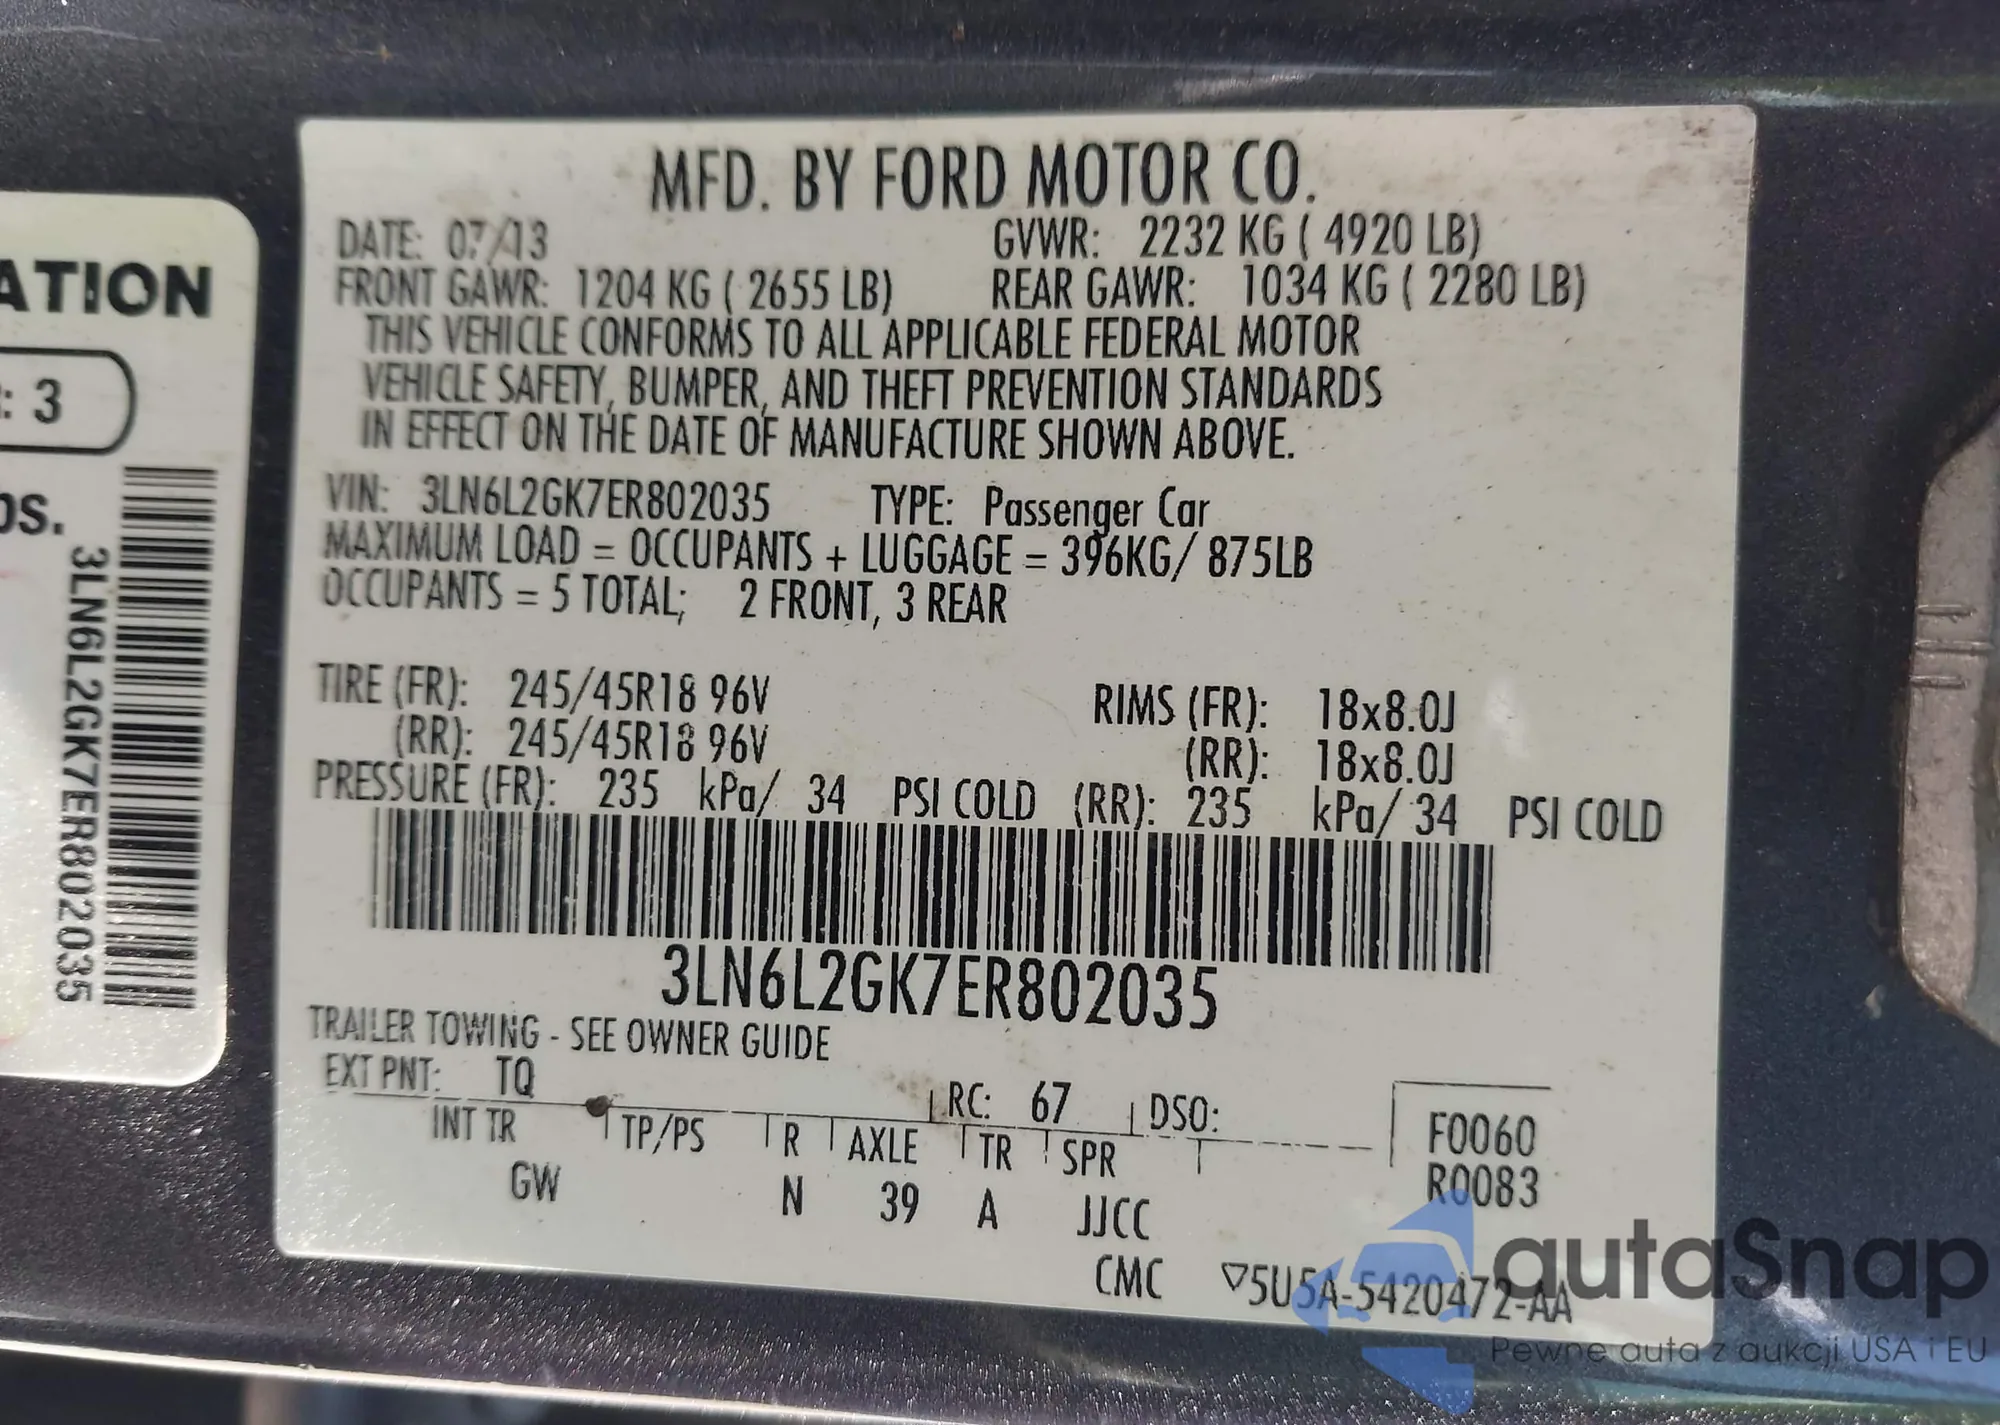 MFD. BY FORD MOTOR CO.
DATE: 07/13 GVWR: 2232 KG ( 4920 LB)
FRONT GAWR: 1204 KG ( 2655 LB) REAR GAWR: 1034 KG ( 2280 LB)
THIS VEHICLE CONFORMS TO ALL APPLICABLE FEDERAL MOTOR
VEHICLE SAFETY, BUMPER, AND THEFT PREVENTION STANDARDS
IN EFFECT ON THE DATE OF MANUFACTURE SHOWN ABOVE.
VIN: 3LN6L2GK7ER802035 TYPE: Passenger Car
MAXIMUM LOAD = OCCUPANTS + LUGGAGE = 396KG/ 875LB
OCCUPANTS = 5 TOTAL; 2 FRONT, 3 REAR
TIRE (FR): 245/45R18 96V RIMS (FR): 18x8.0J
(RR): 245/45R18 96V (RR): 18x8.0J
PRESSURE (FR): 235 kPa/ 34 PSI COLD (RR): 235 kPa/ 34 PSI COLD
3LN6L2GK7ER802035
TRAILER TOWING - SEE OWNER GUIDE
EXT PNT: TQ RC: 67 DSO:
INT TR TP/PS R AXLE TR SPR F0060
GW N 39 A JJCC R0083
CMC ▽5U5A-5420472-AA
ATION
: 3
bs.
3LN6L2GK7ER802035
autaSnap
Pewne auta z aukcji USA i EU